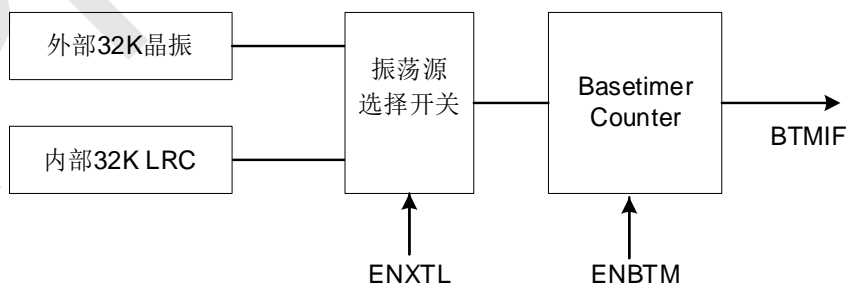 外部32K晶振
内部32K LRC
振荡源
选择开关
Basetimer
Counter
BTMIF
ENXTL
ENBTM